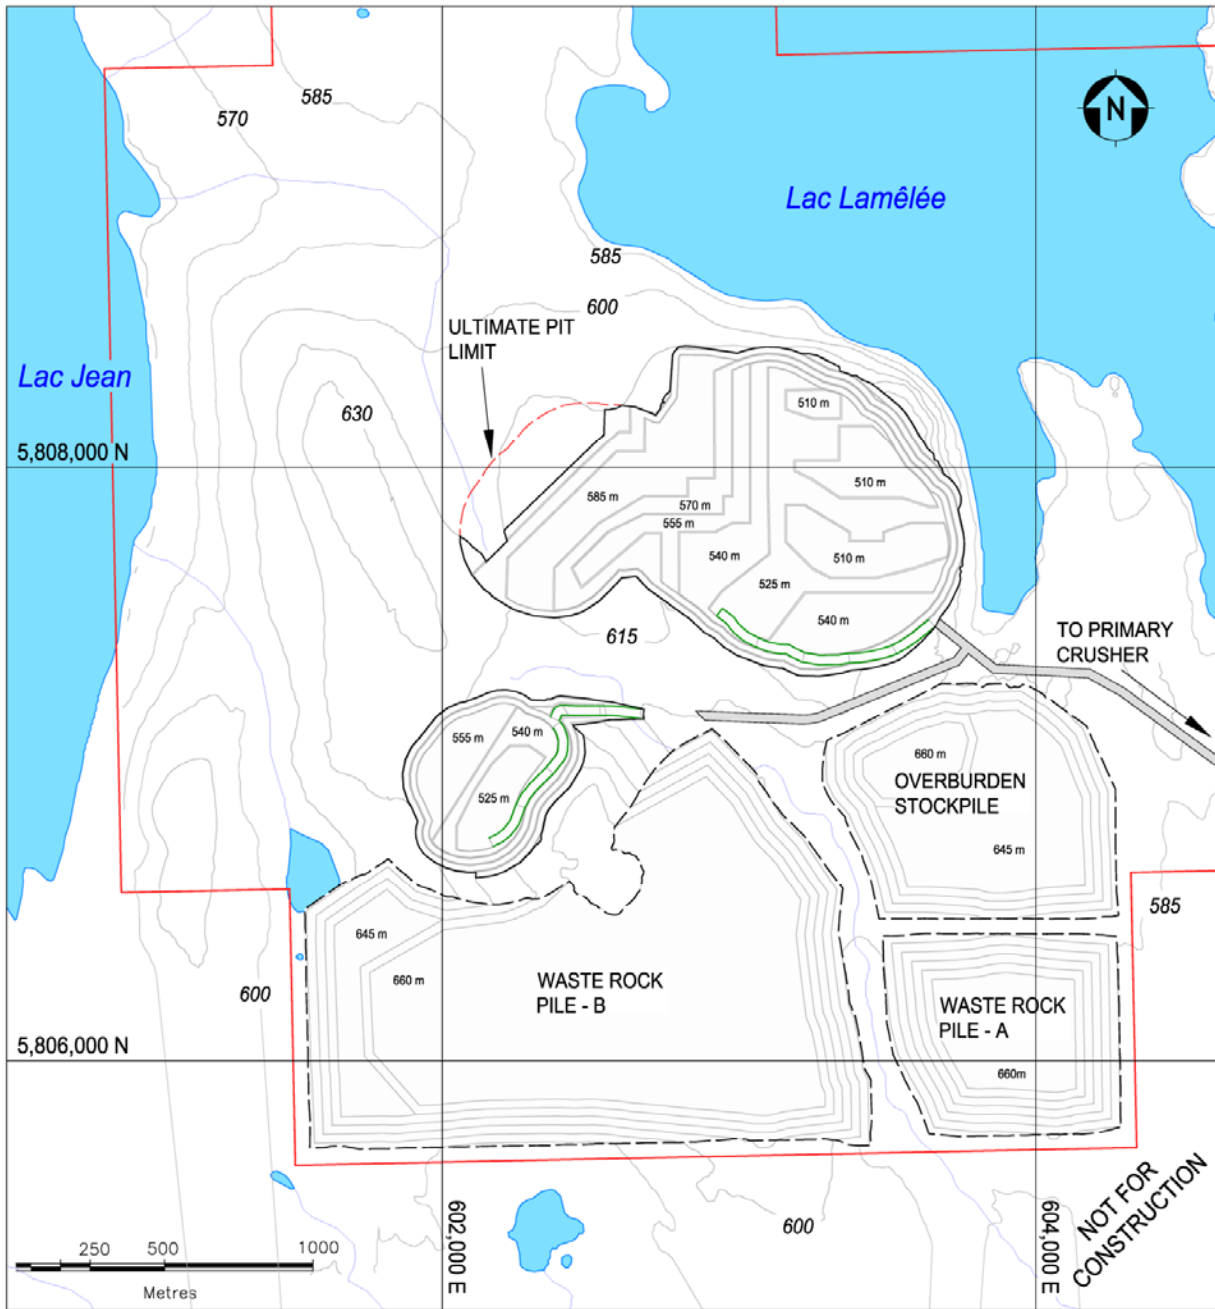 585
570
N
Lac Lamêlée
585
600
ULTIMATE PIT
LIMIT
Lac Jean
630
510 m
5,808,000 N
510 m
585 m
570 m
555 m
540 m
510 m
525 m
540 m
615
TO PRIMARY
CRUSHER
555 m
540 m
525 m
660 m
OVERBURDEN
STOCKPILE
645 m
585
645 m
660 m
600
WASTE ROCK
PILE - B
WASTE ROCK
PILE - A
5,806,000 N
660m
602,000 E
600
604,000 E
NOT FOR
CONSTRUCTION
250
500
1000
Metres